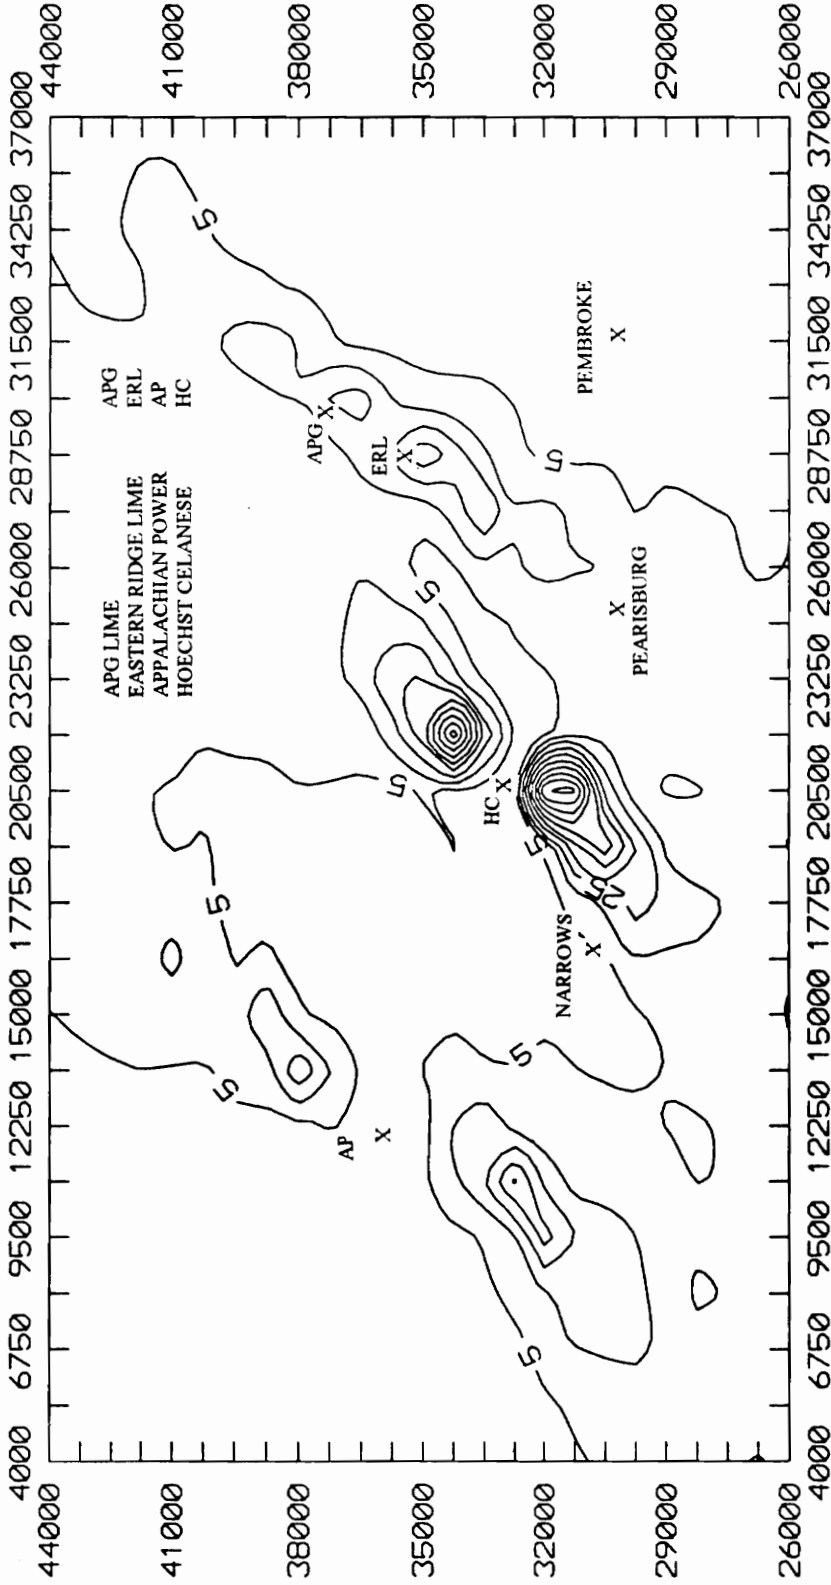 44000
41000
38000
35000
32000
29000
26000
4000 6750 9500 12250 15000 17750 20500 23250 26000 28750 31500 34250 37000
APG LIME APG
EASTERN RIDGE LIME ERL
APPALACHIAN POWER AP
HOECHST CELANESE HC
5
5
5
5
5
5
5
5
5
5
25
AP
X
APG X
ERL
X
HC X
NARROWS
X
PEARISBURG
X
PEMBROKE
X
4000 6750 9500 12250 15000 17750 20500 23250 26000 28750 31500 34250 37000
44000
41000
38000
35000
32000
29000
26000